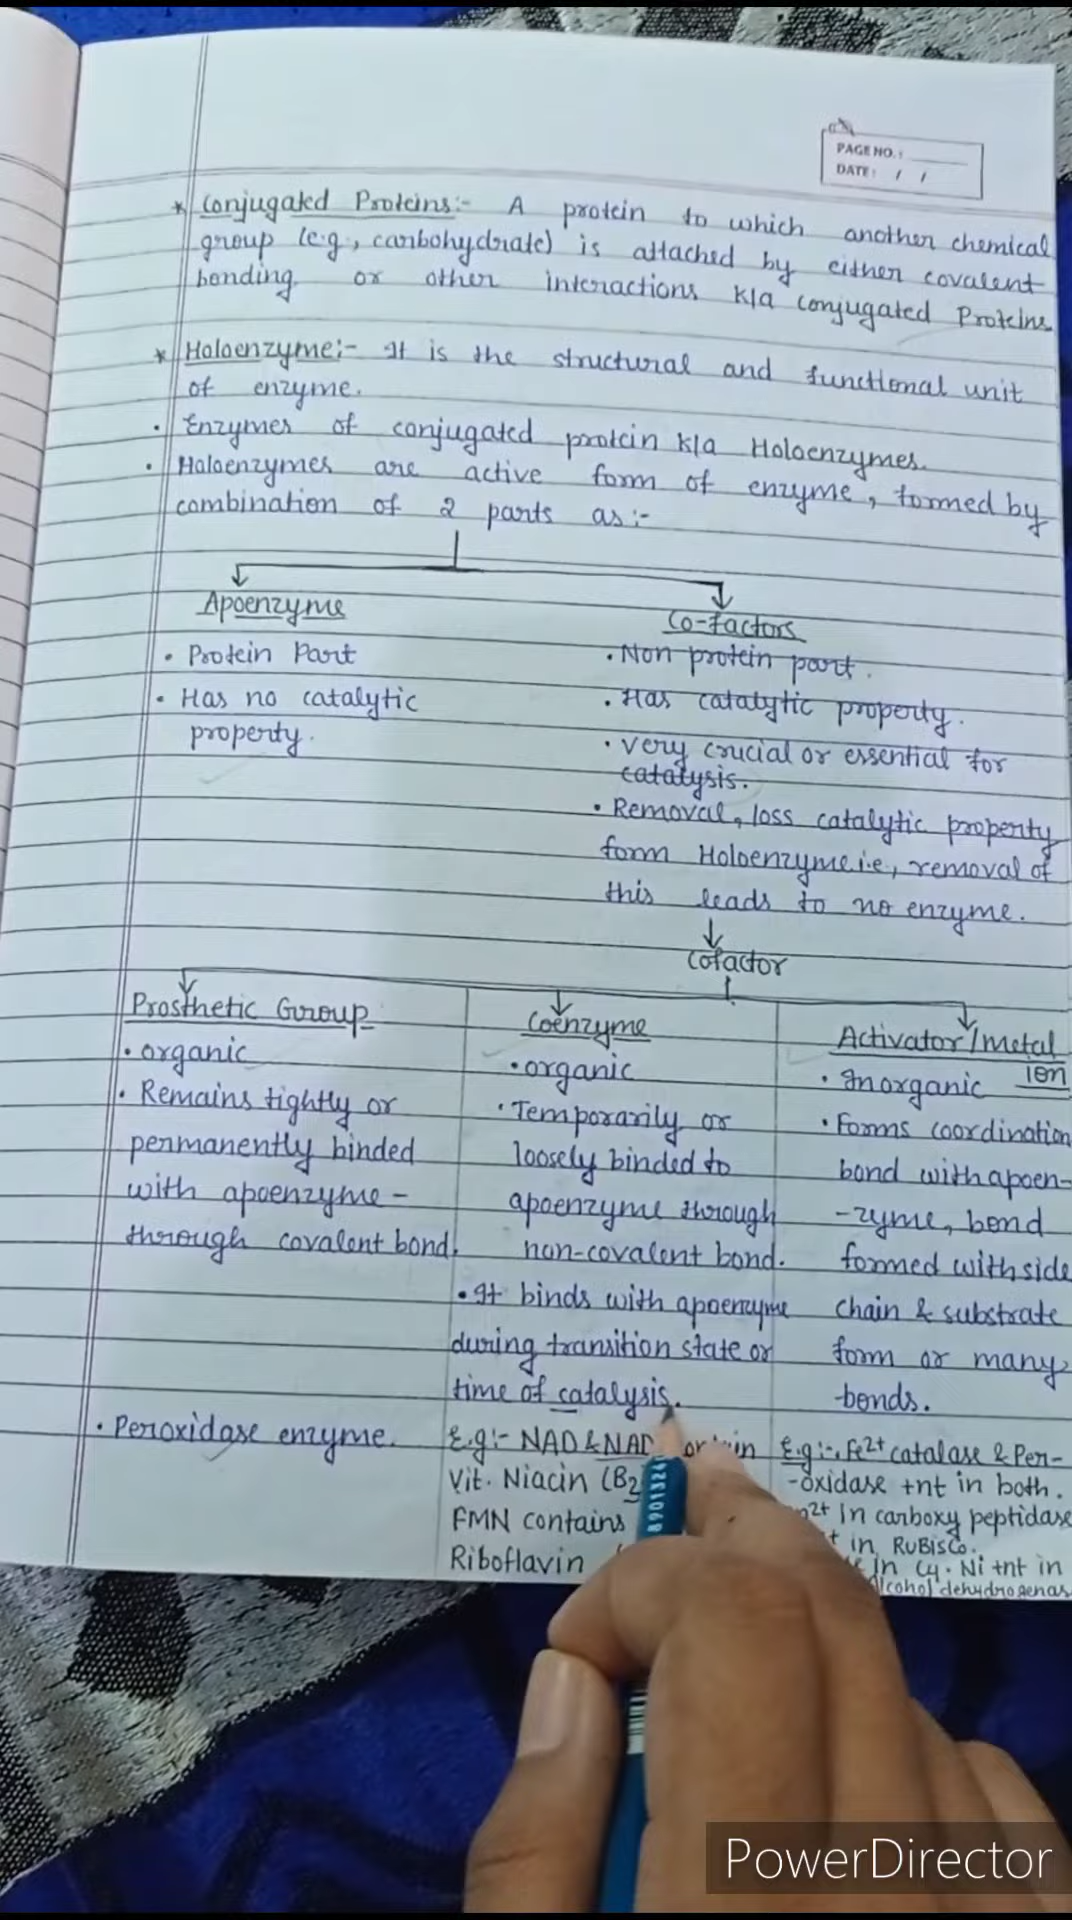 PAGE NO.:
DATE: / /
* Conjugated Proteins:- A protein to which another chemical
group (e.g., carbohydrate) is attached by either covalent
bonding or other interactions k/a conjugated Proteins
* Holoenzyme:- It is the structural and functional unit
of enzyme.
• Enzymes of conjugated protein k/a Holoenzymes.
• Holoenzymes are active form of enzyme, formed by
combination of 2 parts as:-
Apoenzyme
• Protein Part
• Has no catalytic
property.
Co-factors
• Non protein part.
• Has catalytic property.
• very crucial or essential for
catalysis.
• Removal, loss catalytic property
form Holoenzyme i.e., removal of
this leads to no enzyme.
Cofactor
Prosthetic Group
• organic
• Remains tightly or
permanently binded
with apoenzyme -
through covalent bond.
• Peroxidase enzyme.
Coenzyme
• organic
• Temporarily or
loosely binded to
apoenzyme through
non-covalent bond.
• It binds with apoenzyme
during transition state or
time of catalysis.
E.g:- NAD & NAD
Vit. Niacin (B2
FMN contains
Riboflavin
Activator/metal
ion
• Inorganic
• Forms coordination
bond with apoen-
-zyme, bond
formed with side
chain & substrate
form or many
bonds.
E.g:-. Fe2+ catalase & Per-
-oxidase +nt in both.
2+ In carboxy peptidase
in RuBisCo.
In C4. Ni +nt in
alcohol dehydrogenas
8901324
PowerDirector